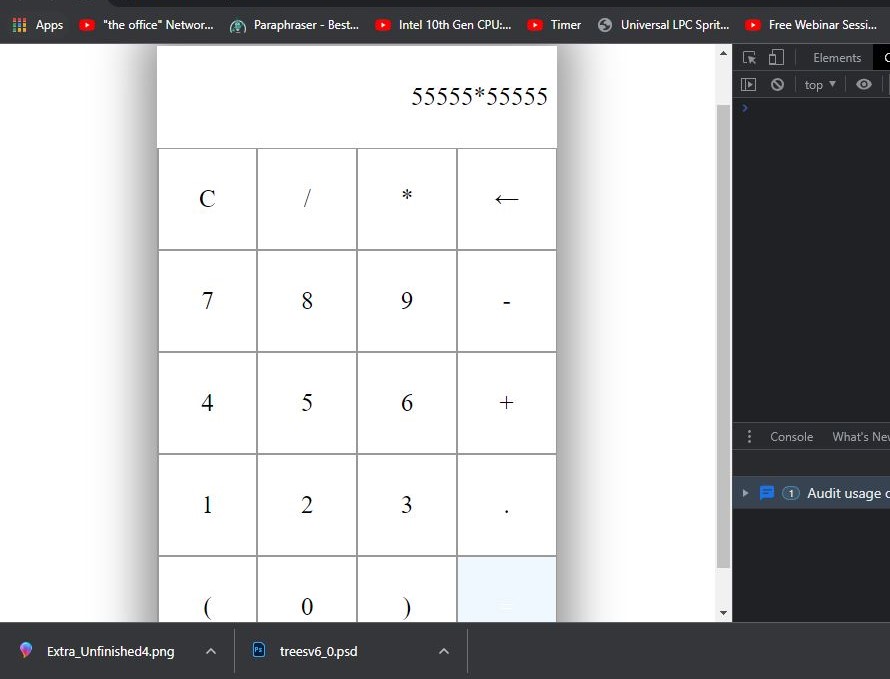 Apps "the office" Networ... Paraphraser - Best... Intel 10th Gen CPU:... Timer Universal LPC Sprit... Free Webinar Sessi...
Elements
top ▼
55555*55555
C / * ←
7 8 9 -
4 5 6 +
1 2 3 .
( 0 ) =
Console What's New
1 Audit usage
Extra_Unfinished4.png Ps treesv6_0.psd